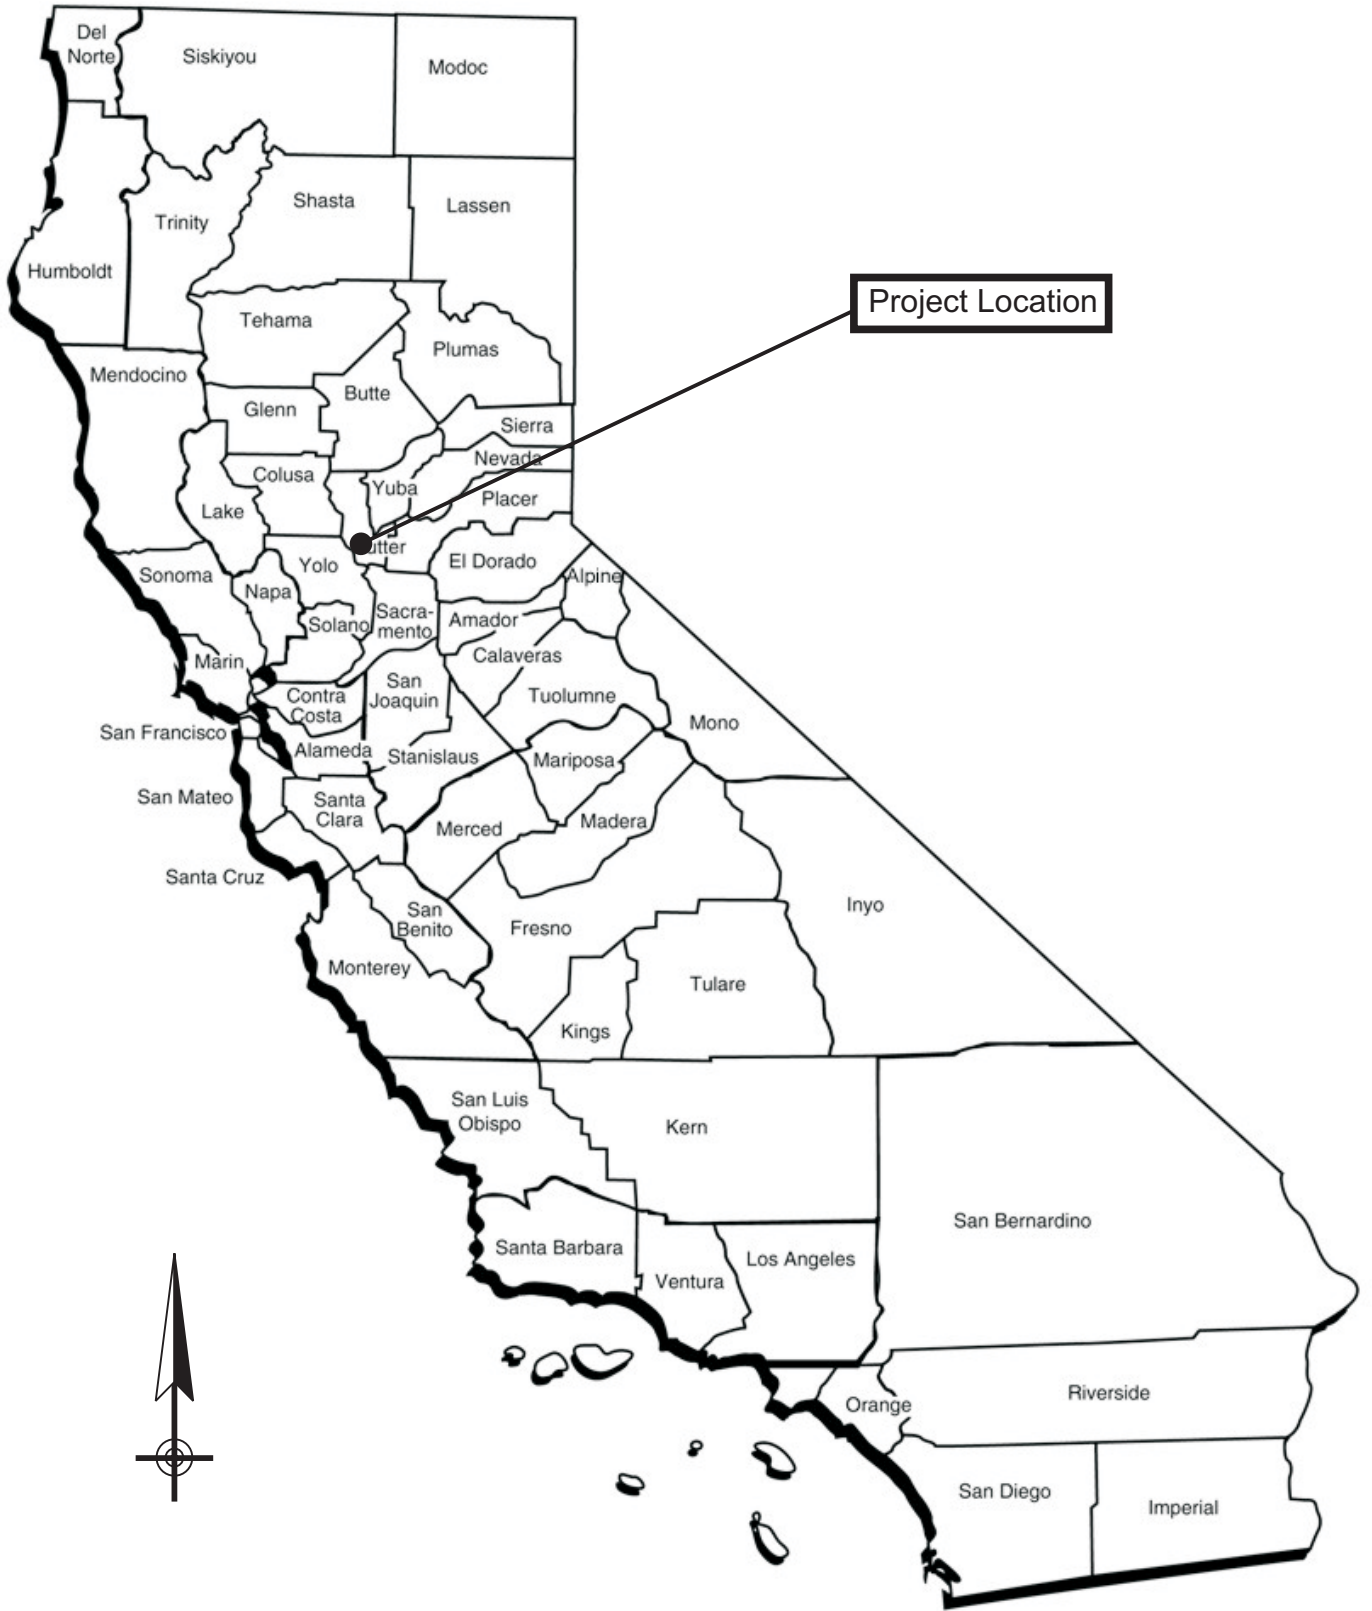 Del
Norte
Siskiyou
Modoc
Shasta
Lassen
Trinity
Humboldt
Project Location
Tehama
Plumas
Mendocino
Butte
Glenn
Sierra
Nevada
Colusa
Yuba
Placer
Lake
utter
El Dorado
Yolo
Sonoma
Alpine
Napa
Sacra-
mento
Solano
Amador
Marin
Calaveras
San
Joaquin
Contra
Costa
Tuolumne
Mono
San Francisco
Alameda
Stanislaus
Mariposa
San Mateo
Santa
Clara
Merced
Madera
Santa Cruz
Inyo
San
Benito
Fresno
Monterey
Tulare
Kings
San Luis
Obispo
Kern
San Bernardino
Santa Barbara
Los Angeles
Ventura
Riverside
Orange
San Diego
Imperial